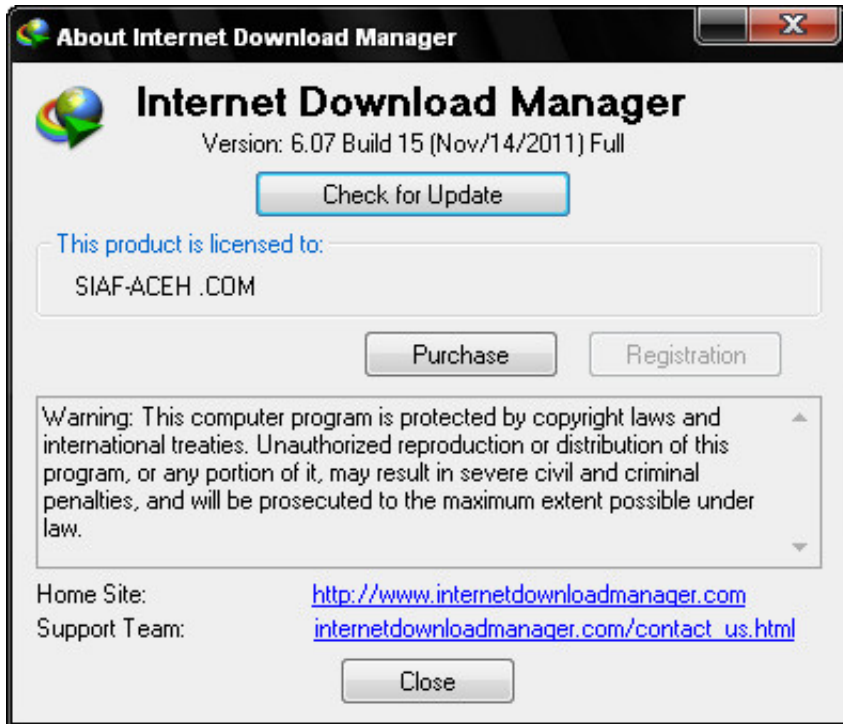 About Internet Download Manager
Internet Download Manager
Version: 6.07 Build 15 (Nov/14/2011) Full
Check for Update
This product is licensed to:
SIAF-ACEH .COM
Purchase
Registration
Warning: This computer program is protected by copyright laws and
international treaties. Unauthorized reproduction or distribution of this
program, or any portion of it, may result in severe civil and criminal
penalties, and will be prosecuted to the maximum extent possible under
law.
Home Site: http://www.internetdownloadmanager.com
Support Team: internetdownloadmanager.com/contact_us.html
Close